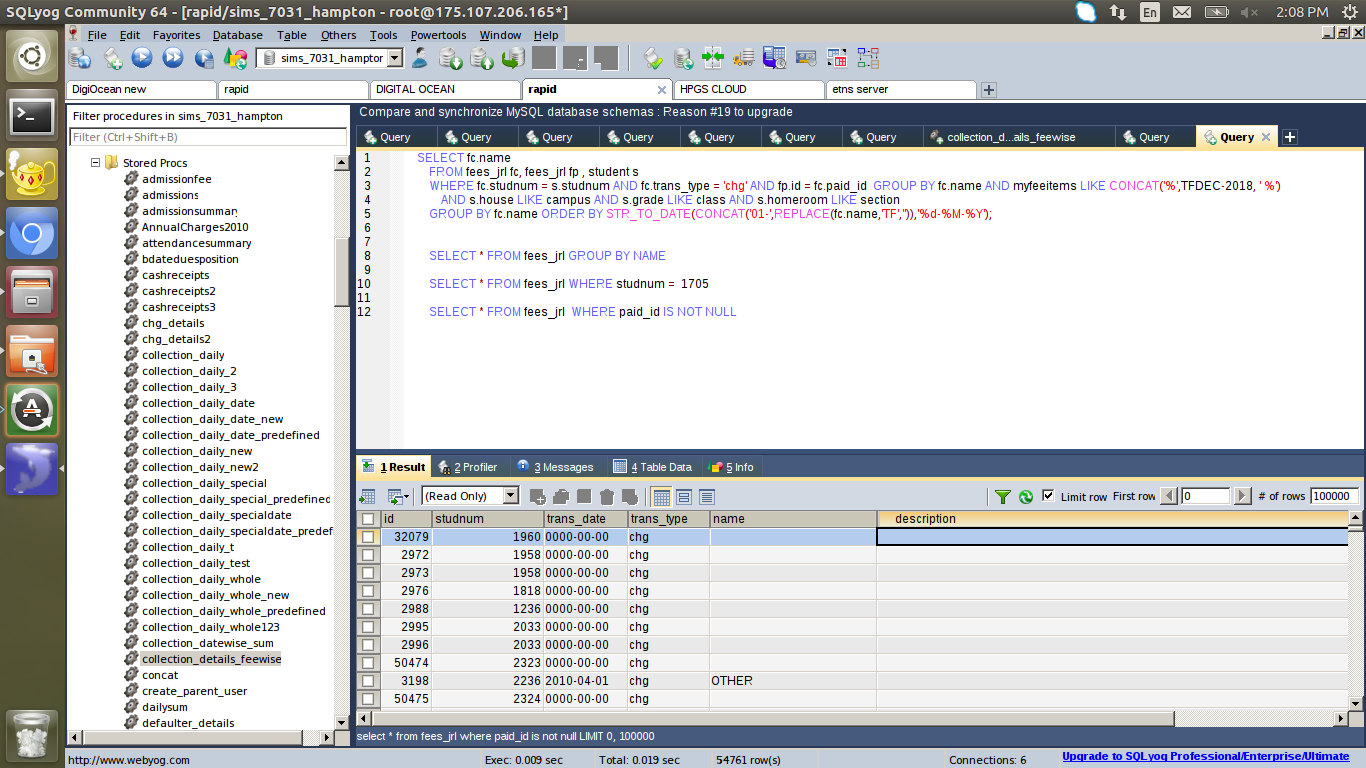 SQLyog Community 64 - [rapid/sims_7031_hampton - root@175.107.206.165*]
En 2:08 PM
File Edit Favorites Database Table Others Tools Powertools Window Help
sims_7031_hampton
DigiOcean new rapid DIGITAL OCEAN rapid HPGS CLOUD etns server
Filter procedures in sims_7031_hampton
Filter (Ctrl+Shift+B)
Stored Procs
admissionfee
admissions
admissionsummary
AnnualCharges2010
attendancesummary
bdateduesposition
cashreceipts
cashreceipts2
cashreceipts3
chg_details
chg_details2
collection_daily
collection_daily_2
collection_daily_3
collection_daily_date
collection_daily_date_new
collection_daily_date_predefined
collection_daily_new
collection_daily_new2
collection_daily_special
collection_daily_special_predefined
collection_daily_specialdate
collection_daily_specialdate_predef
collection_daily_t
collection_daily_test
collection_daily_whole
collection_daily_whole_new
collection_daily_whole_predefined
collection_daily_whole123
collection_datewise_sum
collection_details_feewise
concat
create_parent_user
dailysum
defaulter_details
Compare and synchronize MySQL database schemas : Reason #19 to upgrade
Query Query Query Query Query Query Query collection_d...ails_feewise Query Query
1 SELECT fc.name
2 FROM fees_jrl fc, fees_jrl fp , student s
3 WHERE fc.studnum = s.studnum AND fc.trans_type = 'chg' AND fp.id = fc.paid_id GROUP BY fc.name AND myfeeitems LIKE CONCAT('%',TFDEC-2018, ' %')
4 AND s.house LIKE campus AND s.grade LIKE class AND s.homeroom LIKE section
5 GROUP BY fc.name ORDER BY STR_TO_DATE(CONCAT('01-',REPLACE(fc.name,'TF','')),'%d-%M-%Y');
6
7
8 SELECT * FROM fees_jrl GROUP BY NAME
9
10 SELECT * FROM fees_jrl WHERE studnum = 1705
11
12 SELECT * FROM fees_jrl WHERE paid_id IS NOT NULL
1 Result 2 Profiler 3 Messages 4 Table Data 5 Info
(Read Only) Limit row First row 0 # of rows 100000
id studnum trans_date trans_type name description
32079 1960 0000-00-00 chg
2972 1958 0000-00-00 chg
2973 1958 0000-00-00 chg
2976 1818 0000-00-00 chg
2988 1236 0000-00-00 chg
2995 2033 0000-00-00 chg
2996 2033 0000-00-00 chg
50474 2323 0000-00-00 chg
3198 2236 2010-04-01 chg OTHER
50475 2324 0000-00-00 chg
select * from fees_jrl where paid_id is not null LIMIT 0, 100000
http://www.webyog.com Exec: 0.009 sec Total: 0.019 sec 54761 row(s) Connections: 6 Upgrade to SQLyog Professional/Enterprise/Ultimate